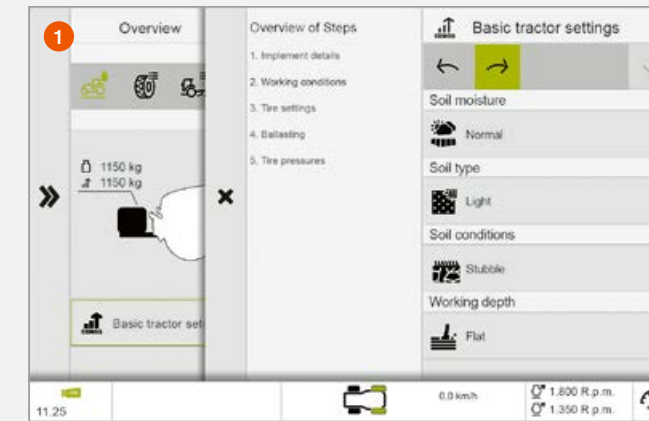 1
Overview
1150 kg
1150 kg
Basic tractor set
Overview of Steps
1. Implement details
2. Working conditions
3. Tire settings
4. Ballasting
5. Tire pressures
Basic tractor settings
Soil moisture
Normal
Soil type
Light
Soil conditions
Stubble
Working depth
Flat
11.25
0,0 km/h
1.800 R.p.m.
1.350 R.p.m.